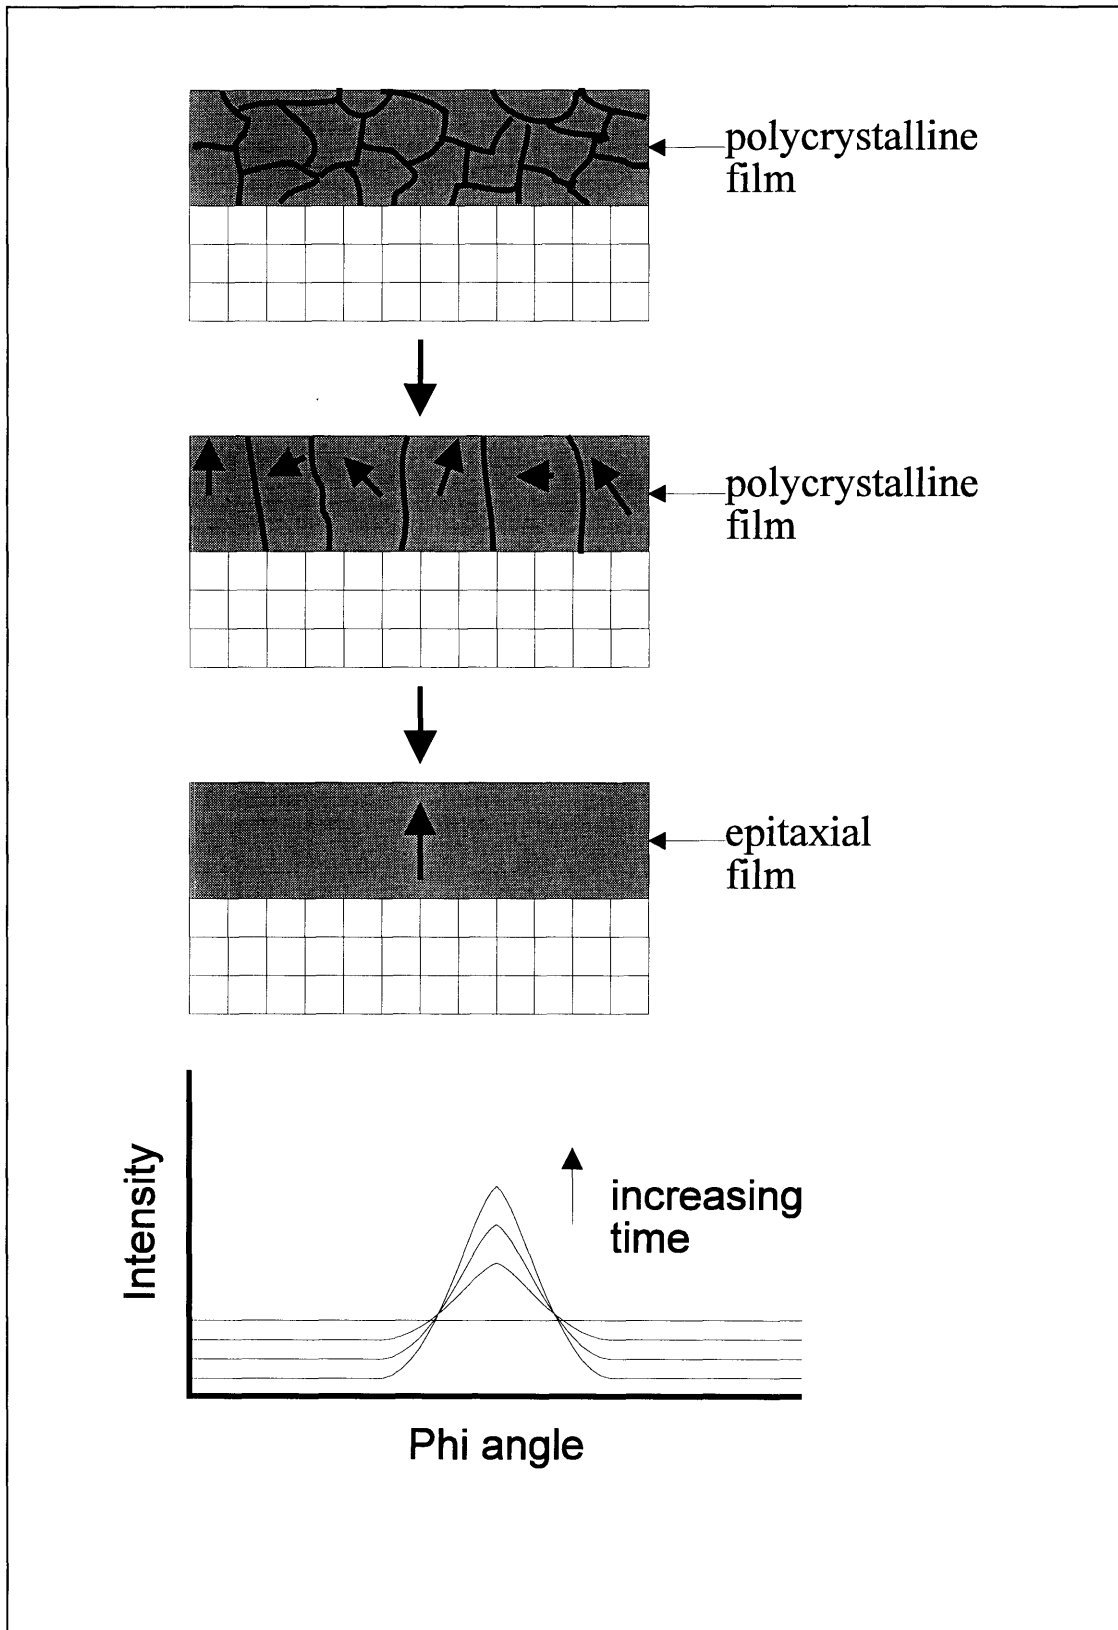 polycrystalline
film
polycrystalline
film
epitaxial
film
Intensity
increasing
time
Phi angle